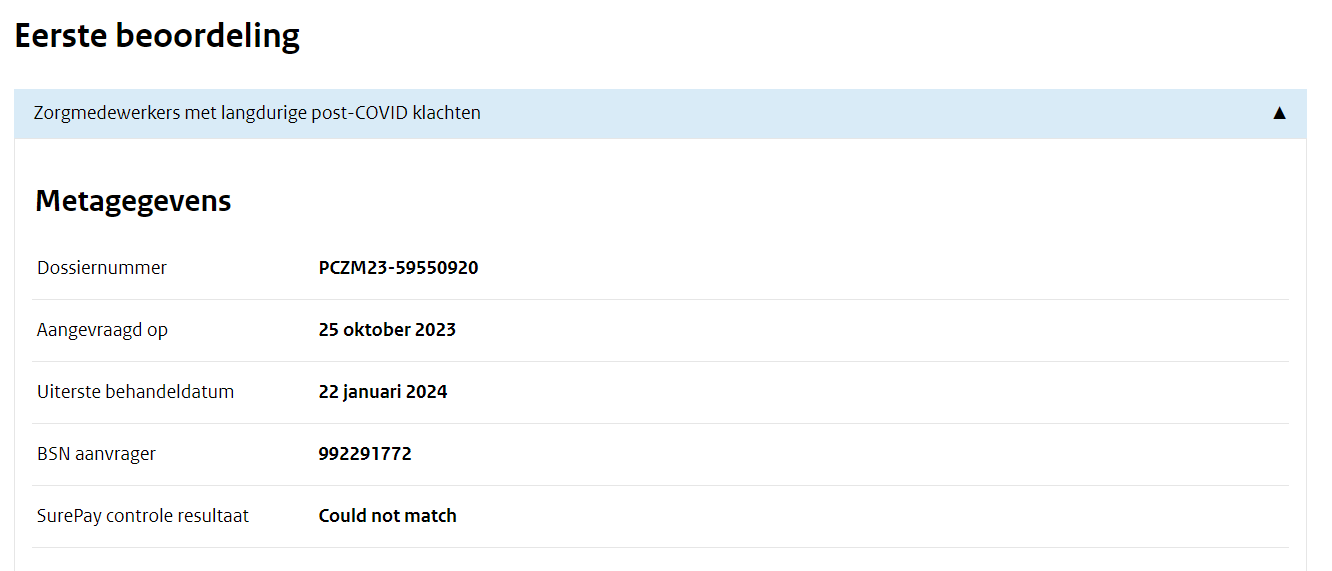 Eerste beoordeling
Zorgmedewerkers met langdurige post-COVID klachten ▲
Metagegevens
Dossiernummer PCZM23-59550920
Aangevraagd op 25 oktober 2023
Uiterste behandeldatum 22 januari 2024
BSN aanvrager 992291772
SurePay controle resultaat Could not match